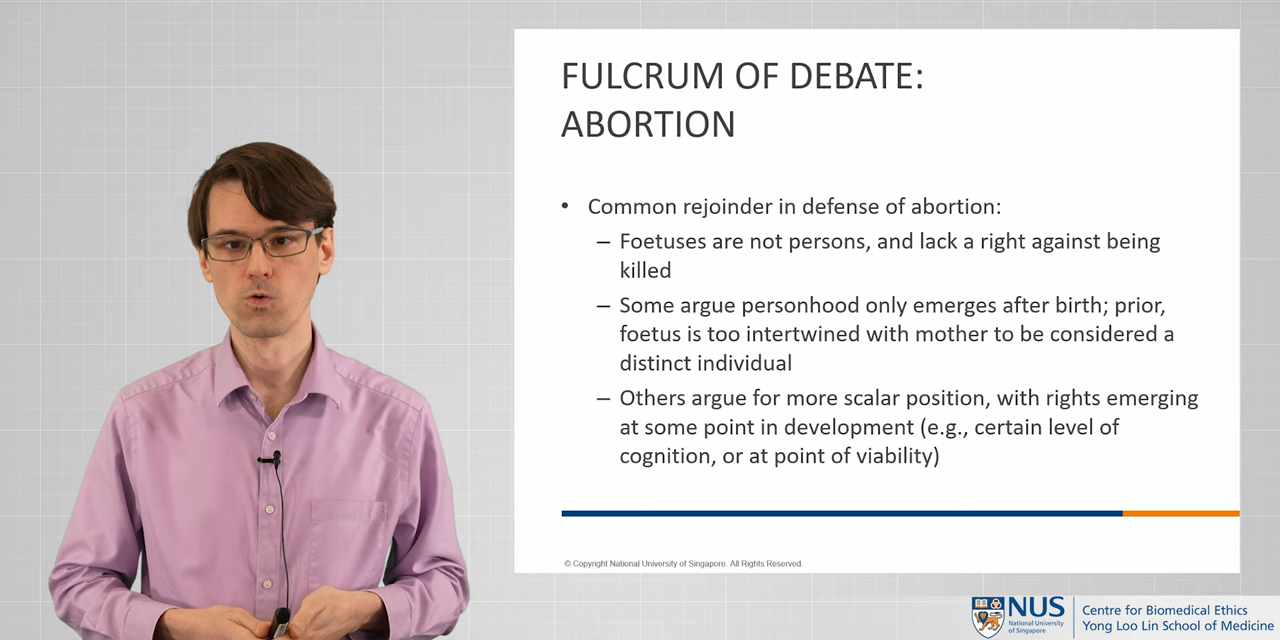 FULCRUM OF DEBATE:
ABORTION
• Common rejoinder in defense of abortion:
– Foetuses are not persons, and lack a right against being
killed
– Some argue personhood only emerges after birth; prior,
foetus is too intertwined with mother to be considered a
distinct individual
– Others argue for more scalar position, with rights emerging
at some point in development (e.g., certain level of
cognition, or at point of viability)
© Copyright National University of Singapore. All Rights Reserved.
NUS
National University
of Singapore
Centre for Biomedical Ethics
Yong Loo Lin School of Medicine